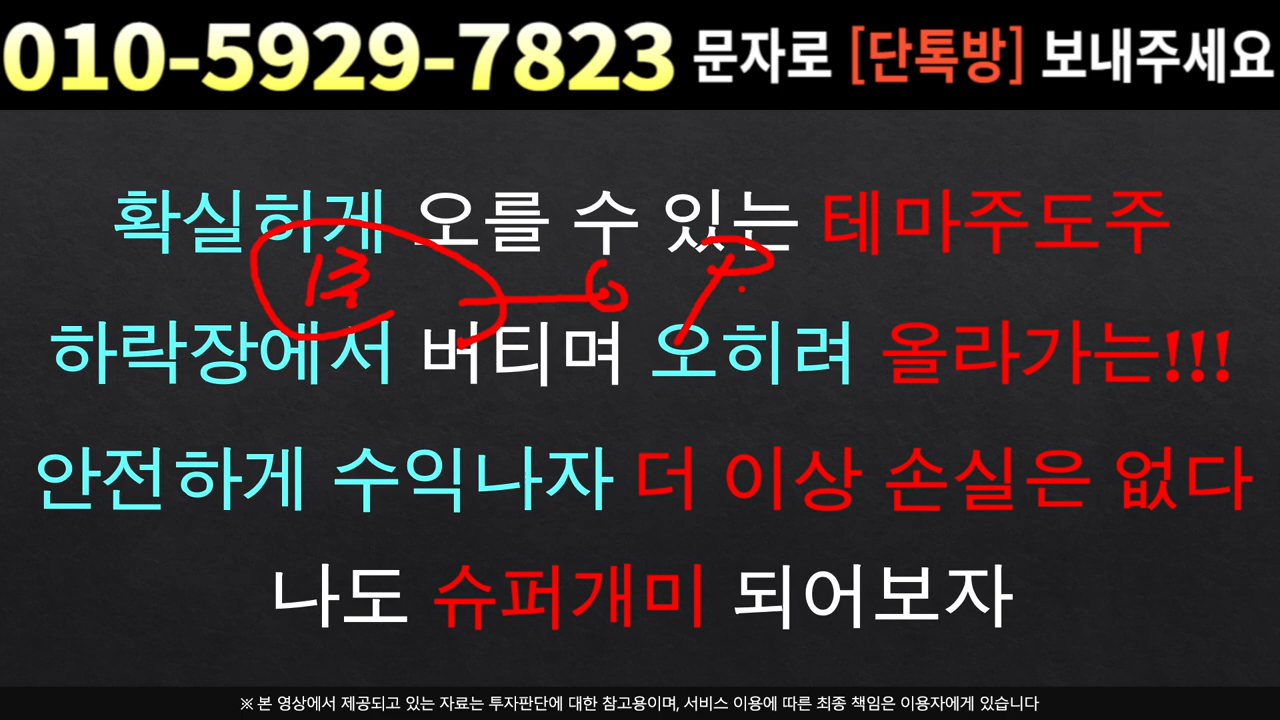 010-5929-7823 문자로 [단톡방] 보내주세요
확실하게 오를 수 있는 테마주도주
하락장에서 버티며 오히려 올라가는!!!
안전하게 수익나자 더 이상 손실은 없다
나도 슈퍼개미 되어보자
※ 본 영상에서 제공되고 있는 자료는 투자판단에 대한 참고용이며, 서비스 이용에 따른 최종 책임은 이용자에게 있습니다